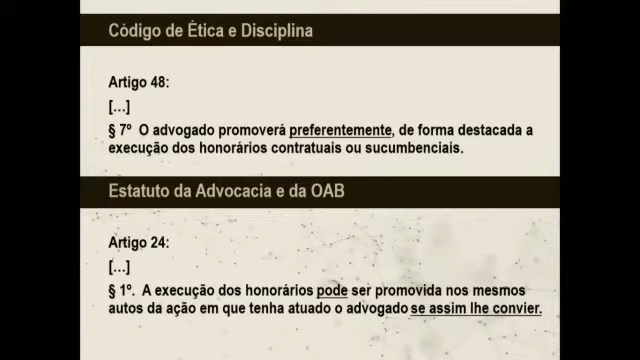 Código de Ética e Disciplina
Artigo 48:
[...]
§ 7º O advogado promoverá preferentemente, de forma destacada a
execução dos honorários contratuais ou sucumbenciais.
Estatuto da Advocacia e da OAB
Artigo 24:
[...]
§ 1º. A execução dos honorários pode ser promovida nos mesmos
autos da ação em que tenha atuado o advogado se assim lhe convier.